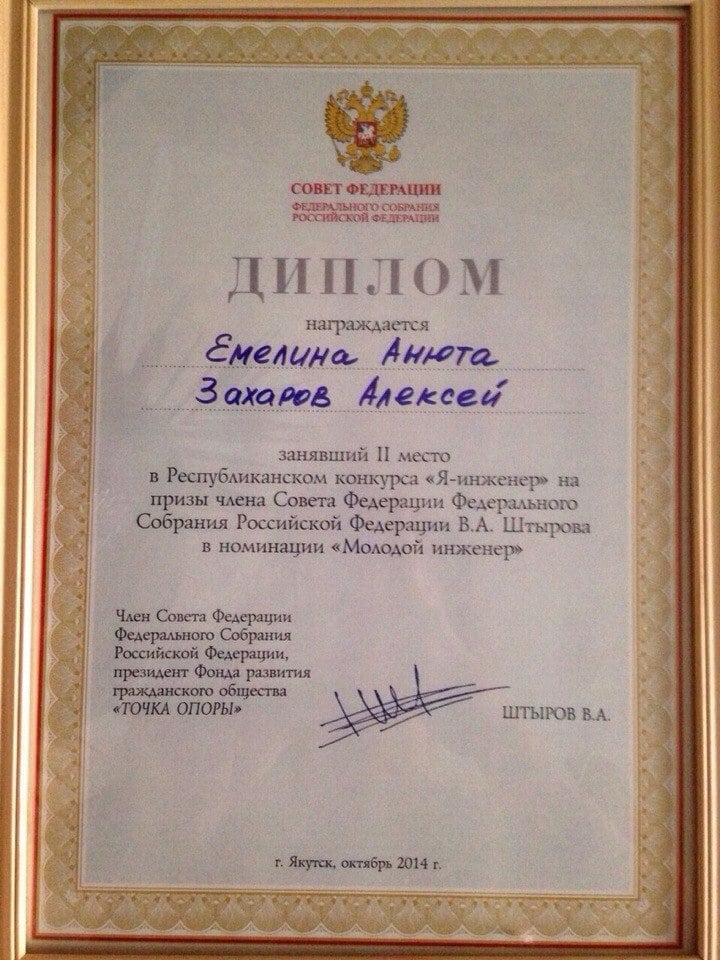 СОВЕТ ФЕДЕРАЦИИ
ФЕДЕРАЛЬНОГО СОБРАНИЯ
РОССИЙСКОЙ ФЕДЕРАЦИИ
ДИПЛОМ
награждается
Емелина Анюта
Захаров Алексей
занявший II место
в Республиканском конкурса «Я-инженер» на
призы члена Совета Федерации Федерального
Собрания Российской Федерации В.А. Штырова
в номинации «Молодой инженер»
Член Совета Федерации
Федерального Собрания
Российской Федерации,
президент Фонда развития
гражданского общества
«ТОЧКА ОПОРЫ»
ШТЫРОВ В.А.
г. Якутск, октябрь 2014 г.